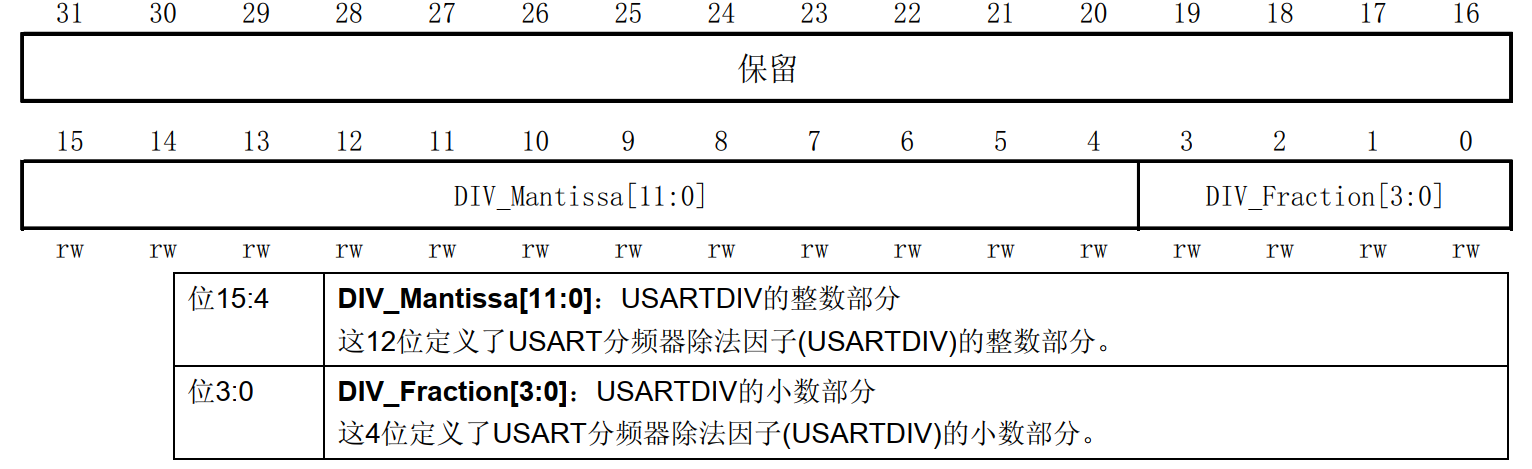 31 30 29 28 27 26 25 24 23 22 21 20 19 18 17 16
保留
15 14 13 12 11 10 9 8 7 6 5 4 3 2 1 0
DIV_Mantissa[11:0] DIV_Fraction[3:0]
rw rw rw rw rw rw rw rw rw rw rw rw rw rw rw rw
位15:4 DIV_Mantissa[11:0]：USARTDIV的整数部分
这12位定义了USART分频器除法因子(USARTDIV)的整数部分。
位3:0 DIV_Fraction[3:0]：USARTDIV的小数部分
这4位定义了USART分频器除法因子(USARTDIV)的小数部分。